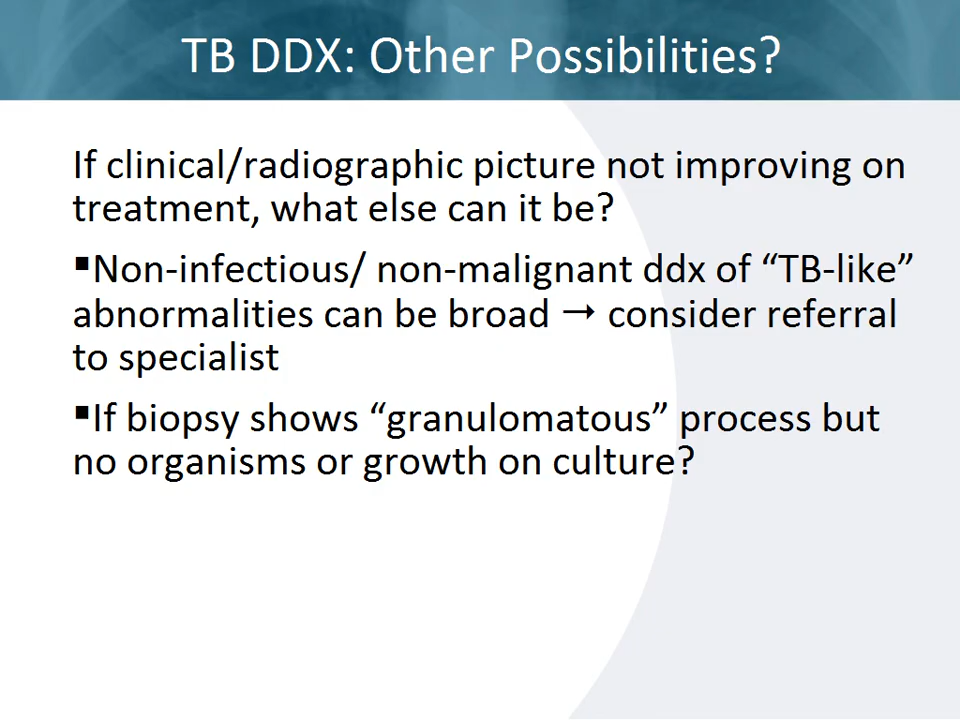 TB DDX: Other Possibilities?
If clinical/radiographic picture not improving on
treatment, what else can it be?
▪Non-infectious/ non-malignant ddx of “TB-like”
abnormalities can be broad → consider referral
to specialist
▪If biopsy shows “granulomatous” process but
no organisms or growth on culture?